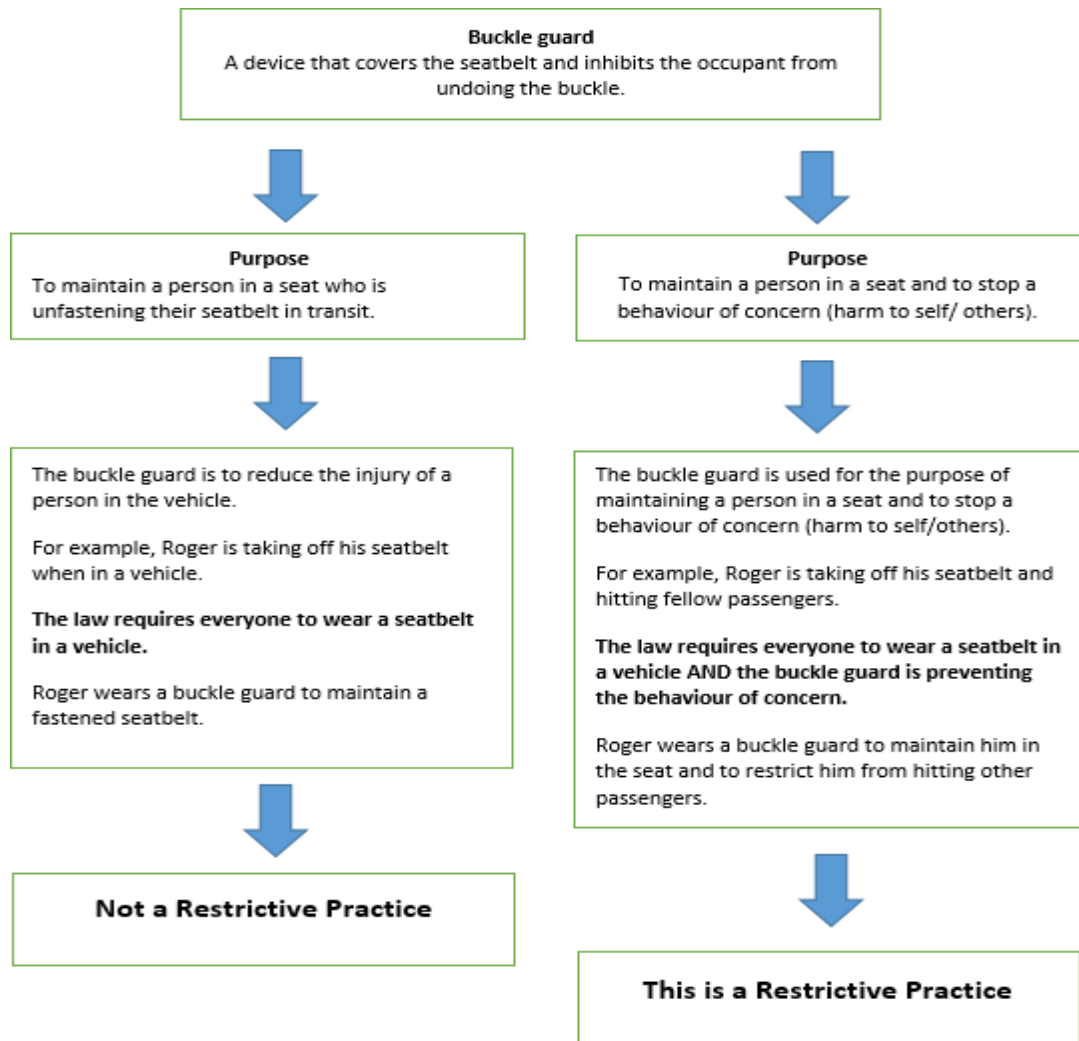 Buckle guard
A device that covers the seatbelt and inhibits the occupant from
undoing the buckle.
Purpose
To maintain a person in a seat who is
unfastening their seatbelt in transit.
Purpose
To maintain a person in a seat and to stop a
behaviour of concern (harm to self/ others).
The buckle guard is to reduce the injury of a
person in the vehicle.
For example, Roger is taking off his seatbelt
when in a vehicle.
The law requires everyone to wear a seatbelt
in a vehicle.
Roger wears a buckle guard to maintain a
fastened seatbelt.
The buckle guard is used for the purpose of
maintaining a person in a seat and to stop a
behaviour of concern (harm to self/others).
For example, Roger is taking off his seatbelt and
hitting fellow passengers.
The law requires everyone to wear a seatbelt in
a vehicle AND the buckle guard is preventing
the behaviour of concern.
Roger wears a buckle guard to maintain him in
the seat and to restrict him from hitting other
passengers.
Not a Restrictive Practice
This is a Restrictive Practice